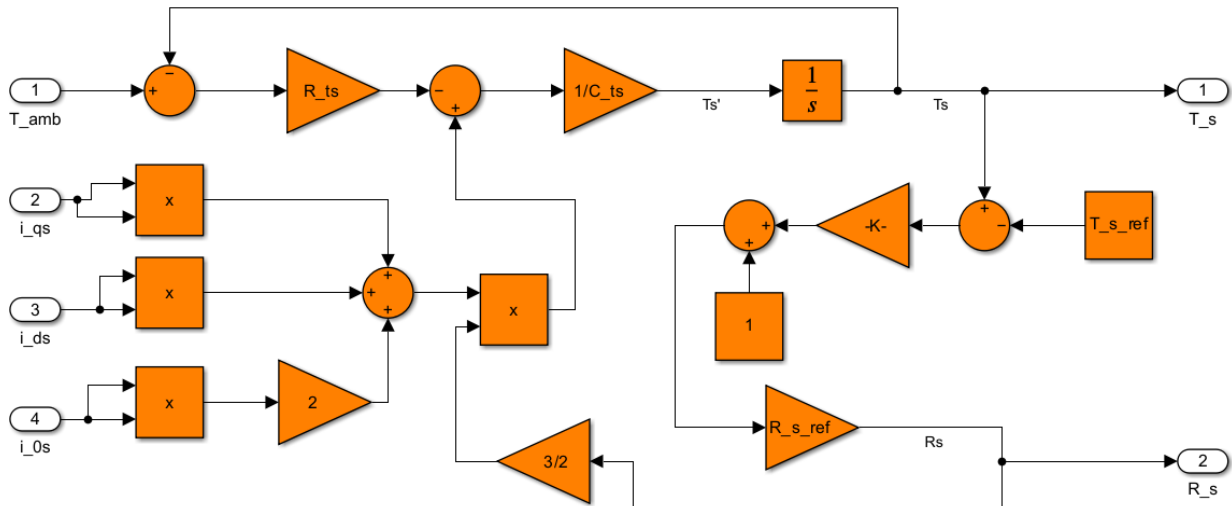 1
T_amb
R_ts
1/C_ts
Ts'
1
s
Ts
1
T_s
2
i_qs
x
-K-
T_s_ref
3
i_ds
x
x
1
4
i_0s
x
2
3/2
R_s_ref
Rs
2
R_s
− +
− +
+ + +
+ +
+ −